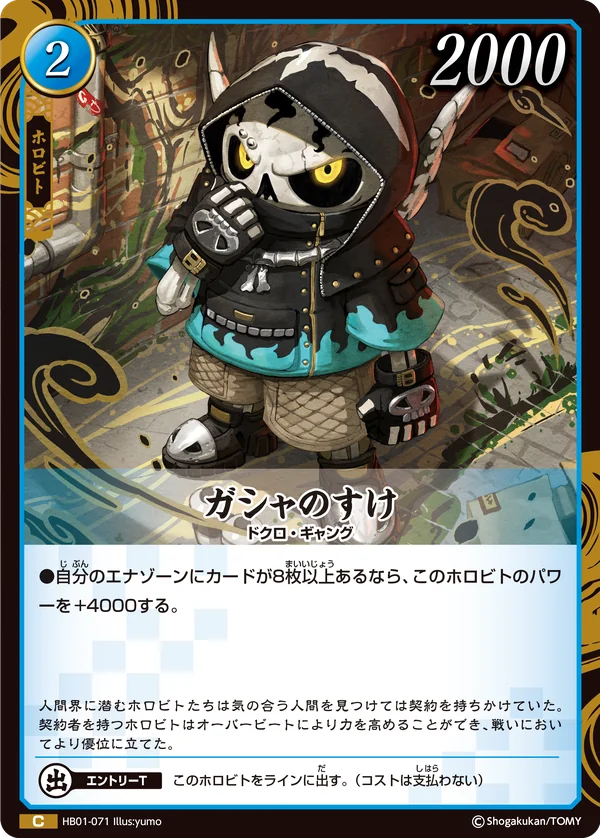 2
2000
ホロビト
ガシャのすけ
ドクロ・ギャング
●自分のエナゾーンにカードが8枚以上あるなら、このホロビトのパワ
ーを+4000する。
人間界に潜むホロビトたちは気の合う人間を見つけては契約を持ちかけていた。
契約者を持つホロビトはオーバービートにより力を高めることができ、戦いにおい
てより優位に立てた。
出 エントリーT このホロビトをラインに出す。（コストは支払わない）
C HB01-071 Illus:yumo ©Shogakukan/TOMY